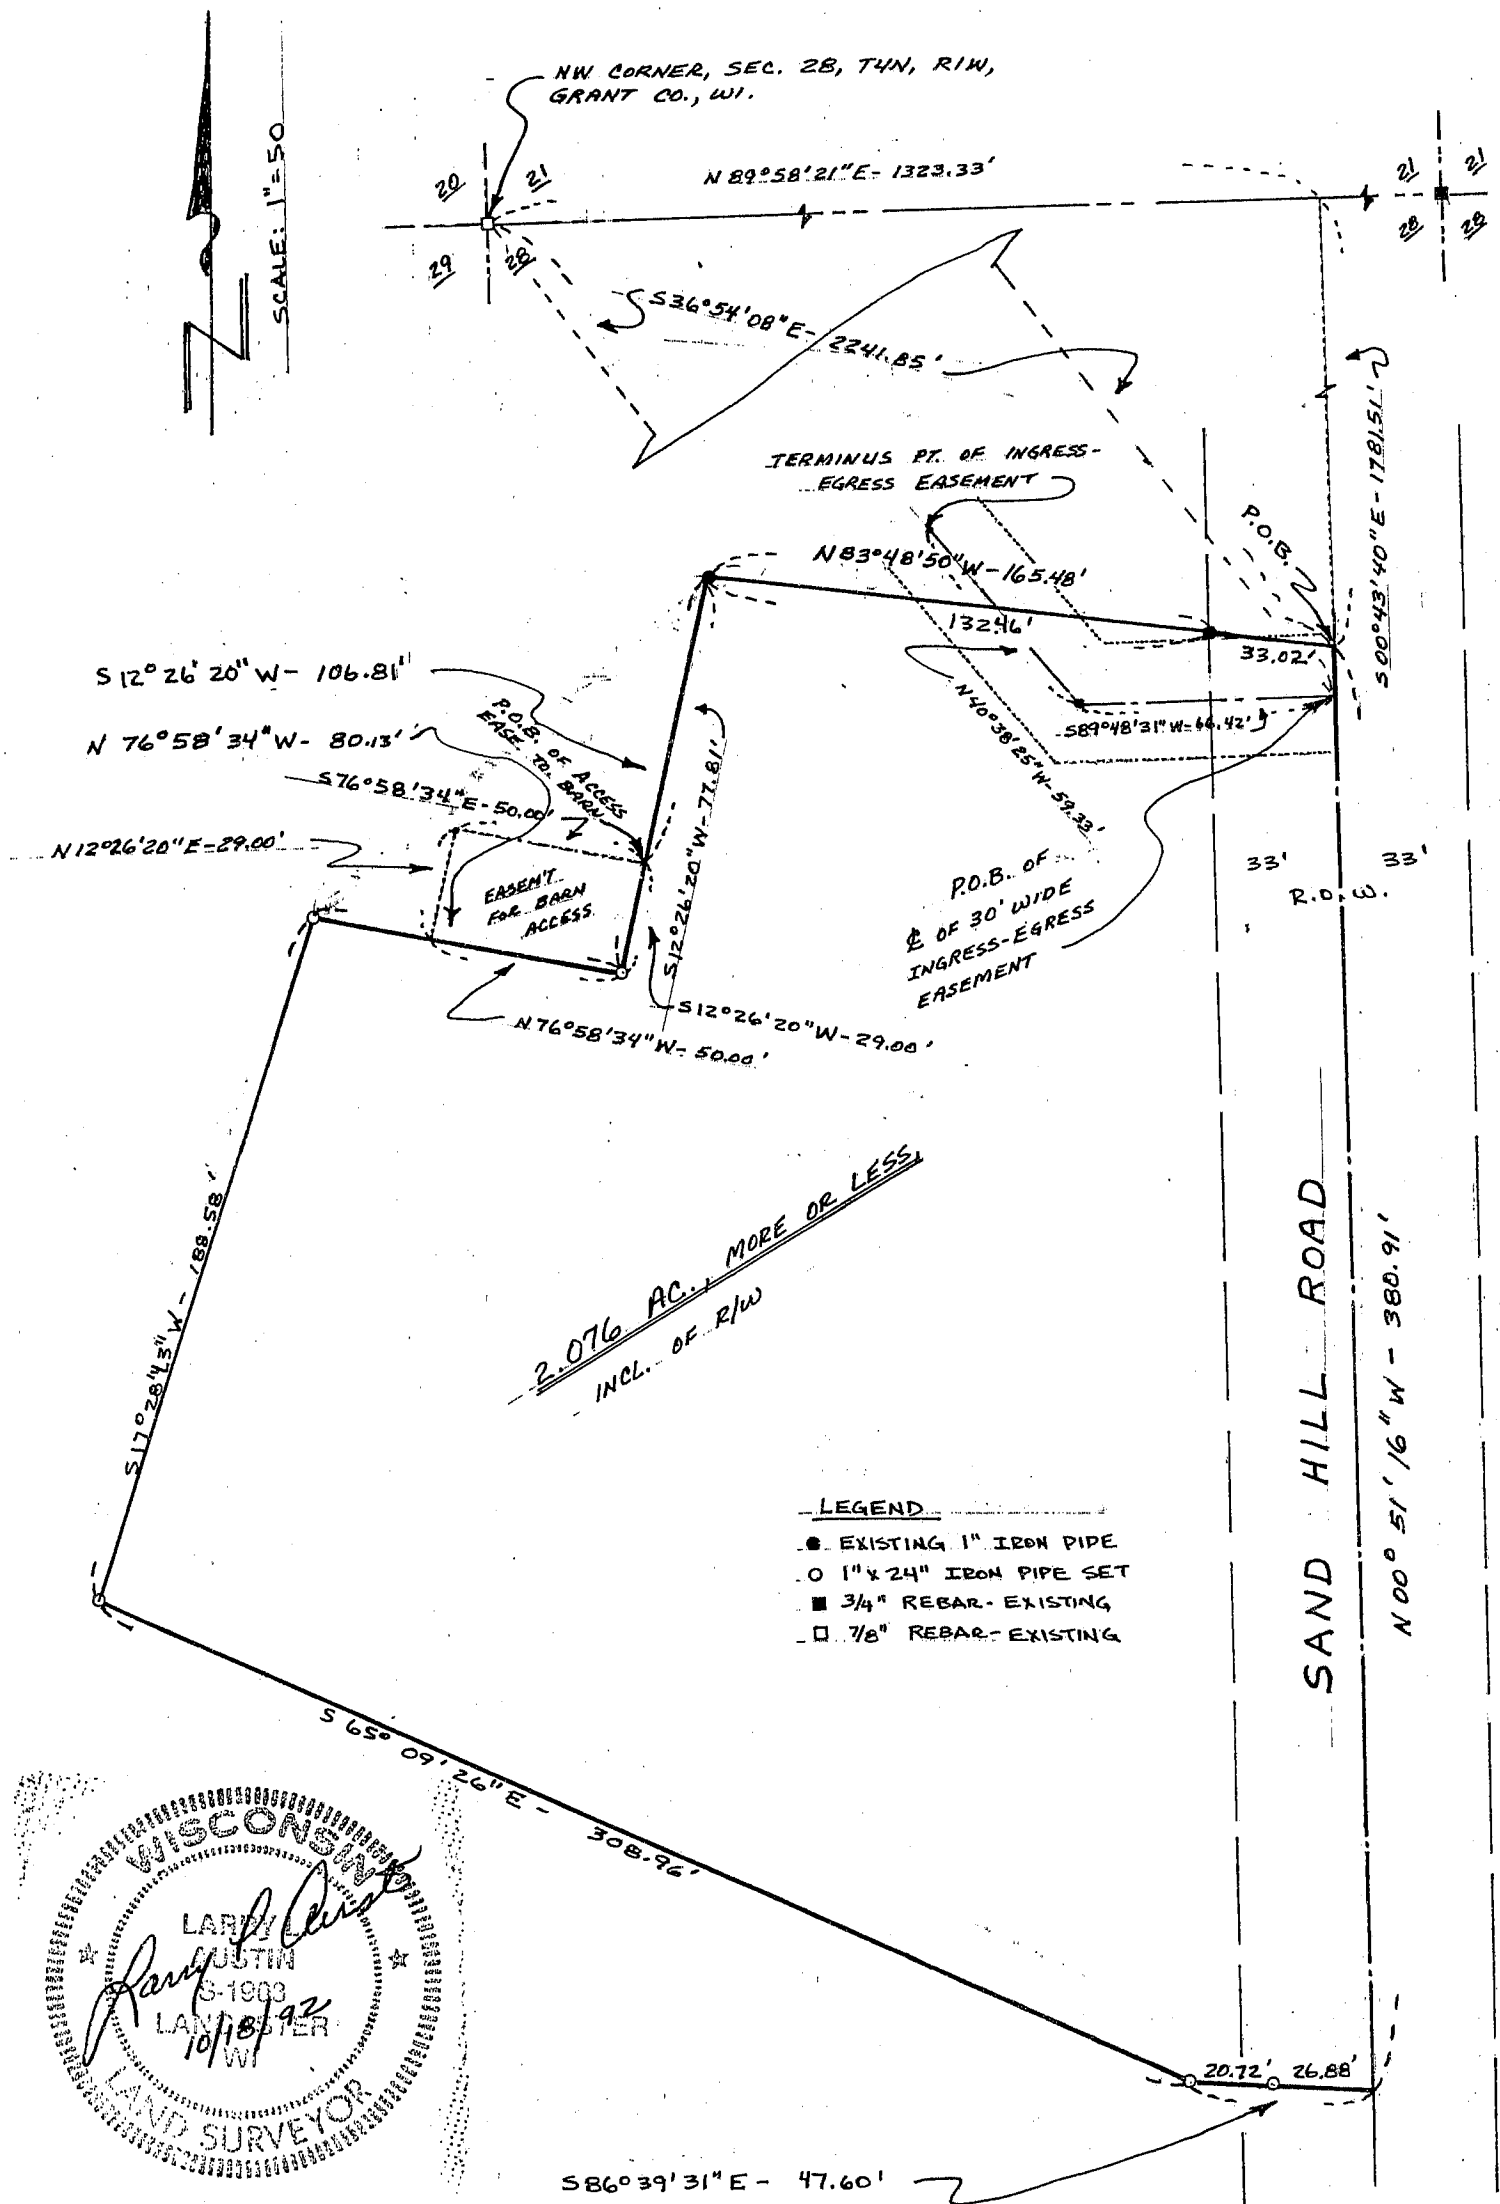 NW CORNER, SEC. 28, T4N, R1W,
GRANT CO., WI.
SCALE: 1"=50
20
21
29
28
N 89°58'21"E- 1323.33'
21
21
28
28
S36°54'08"E- 2241.85'
S00°43'40"E-1781.51'
TERMINUS PT. OF INGRESS-
EGRESS EASEMENT
P.O.B.
N83°48'50"W-165.48'
132.46'
33.02'
S 12° 26' 20" W- 106.81'
N 76°58'34"W- 80.13'
S76°58'34"E-50.00'
N12°26'20"E-29.00'
P.O.B. OF ACCESS
EASE. TO BARN
S12°26'20"W-77.81'
N40°38'25"W-59.33'
S89°48'31"W-66.42'
EASEM'T
FOR BARN
ACCESS
P.O.B. OF
℄ OF 30' WIDE
INGRESS-EGRESS
EASEMENT
33'
33'
R.O.W.
S12°26'20"W-29.00'
N76°58'34"W-50.00'
S17°28'43"W - 188.58'
2.076 AC., MORE OR LESS,
INCL. OF R/W
SAND HILL ROAD
N 00° 51' 16" W - 380.91'
LEGEND
● EXISTING 1" IRON PIPE
○ 1" x 24" IRON PIPE SET
■ 3/4" REBAR-EXISTING
□ 7/8" REBAR-EXISTING
S 65° 09' 26" E - 308.96'
WISCONSIN
LARRY L.
AUSTIN
S-1903
LANCASTER
WI
LAND SURVEYOR
Larry L. Austin
10/18/92
20.72'
26.88'
S86°39'31"E - 47.60'